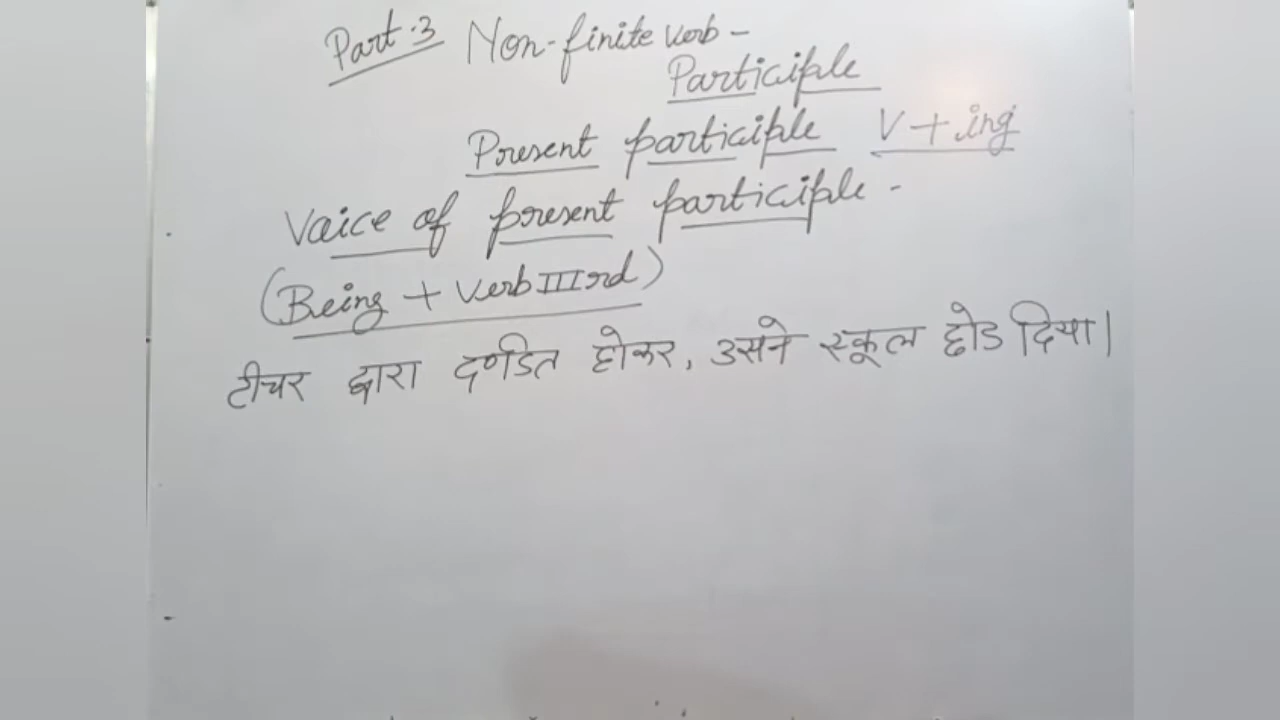 Part.3 Non-finite verb -
Participle
Present participle V + ing
Vaice of present participle -
(Being + Verb IIIrd)
टीचर द्वारा दण्डित होकर, उसने स्कूल छोड दिया।